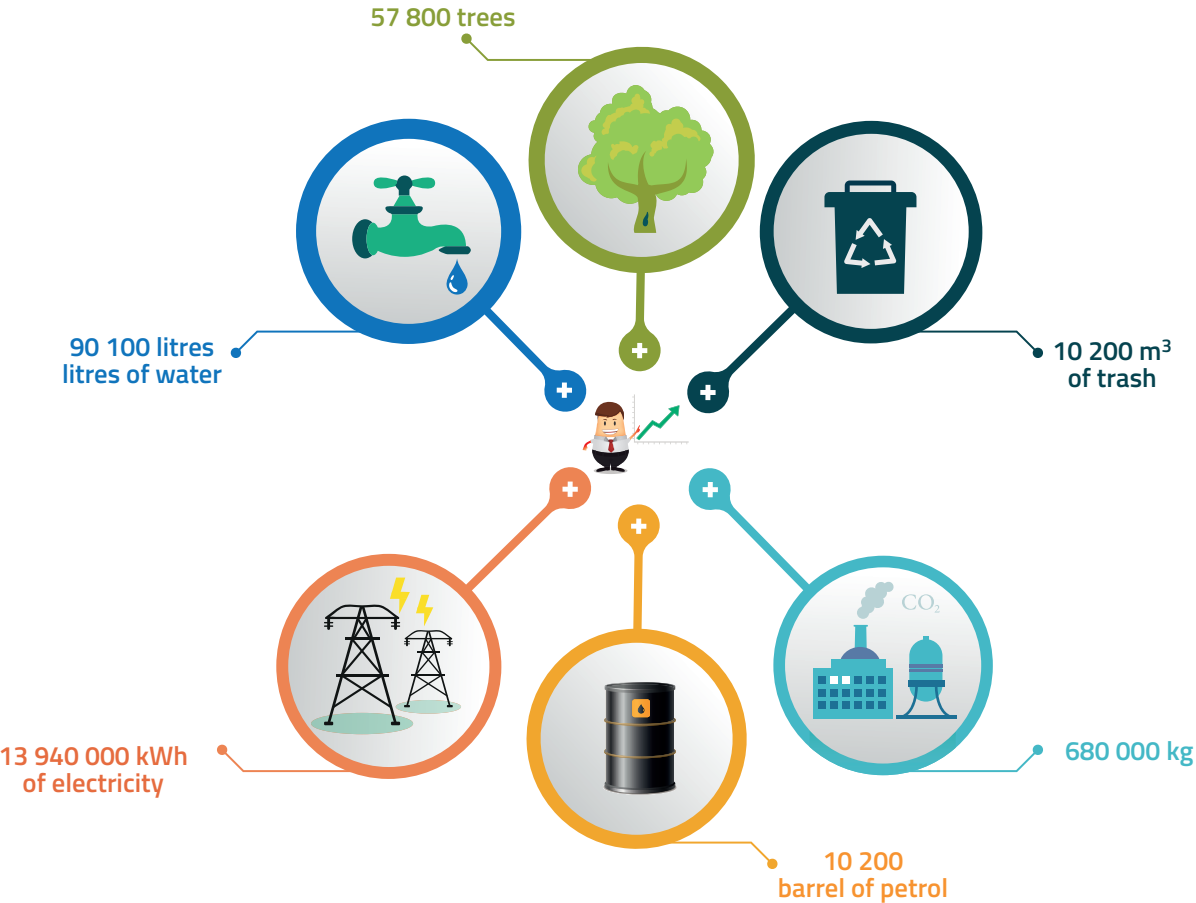 57 800 trees
90 100 litres
litres of water
10 200 m³
of trash
CO₂
13 940 000 kWh
of electricity
680 000 kg
10 200
barrel of petrol